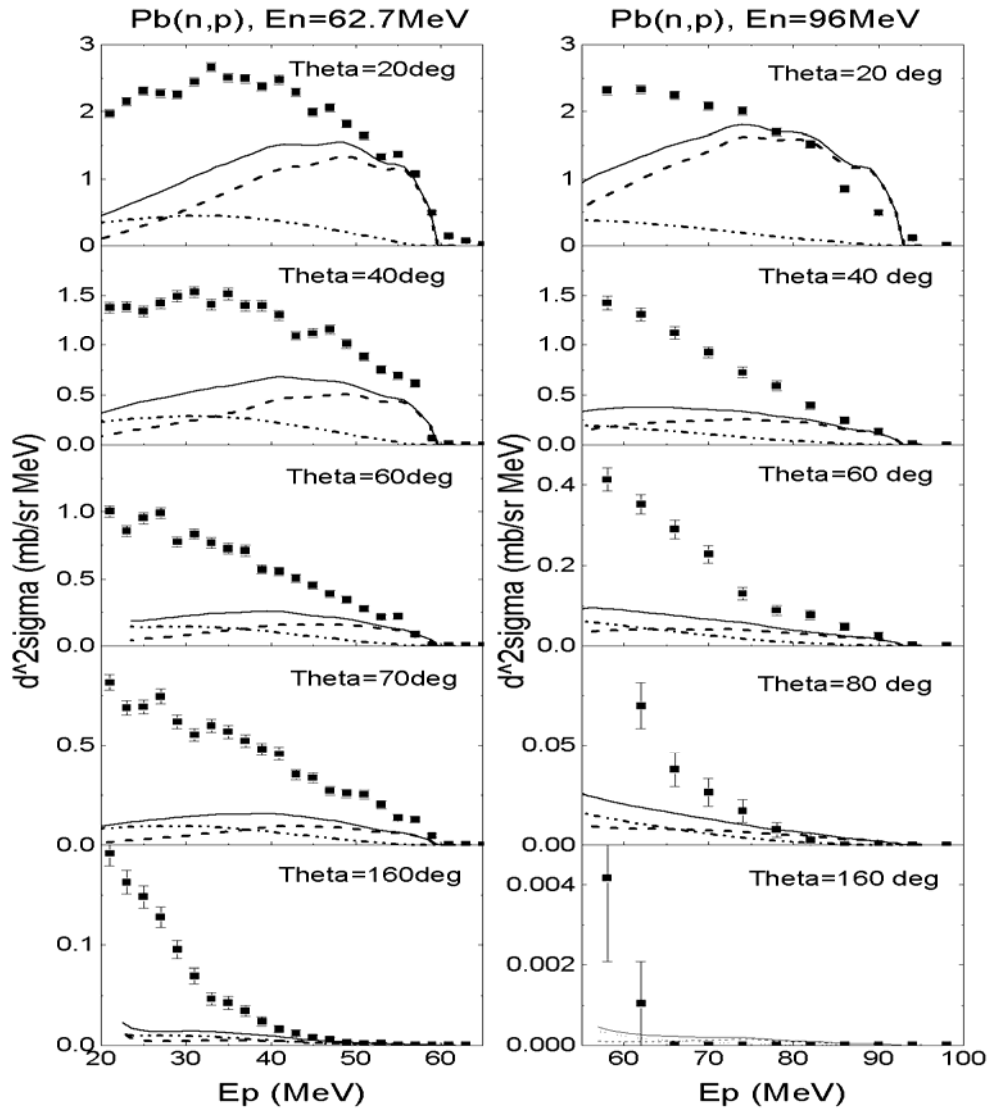 Pb(n,p), En=62.7MeV
Pb(n,p), En=96MeV
3
Theta=20deg
2
1
0
3
Theta=20 deg
2
1
0
Theta=40deg
1.5
1.0
0.5
0.0
Theta=40 deg
1.5
1.0
0.5
0.0
Theta=60deg
1.0
0.5
0.0
Theta=60 deg
0.4
0.2
0.0
Theta=70deg
0.5
0.0
Theta=80 deg
0.05
0.00
Theta=160deg
0.1
0.0
Theta=160 deg
0.004
0.002
0.000
d^2sigma (mb/sr MeV)
d^2sigma (mb/sr MeV)
20 30 40 50 60
60 70 80 90 100
Ep (MeV)
Ep (MeV)